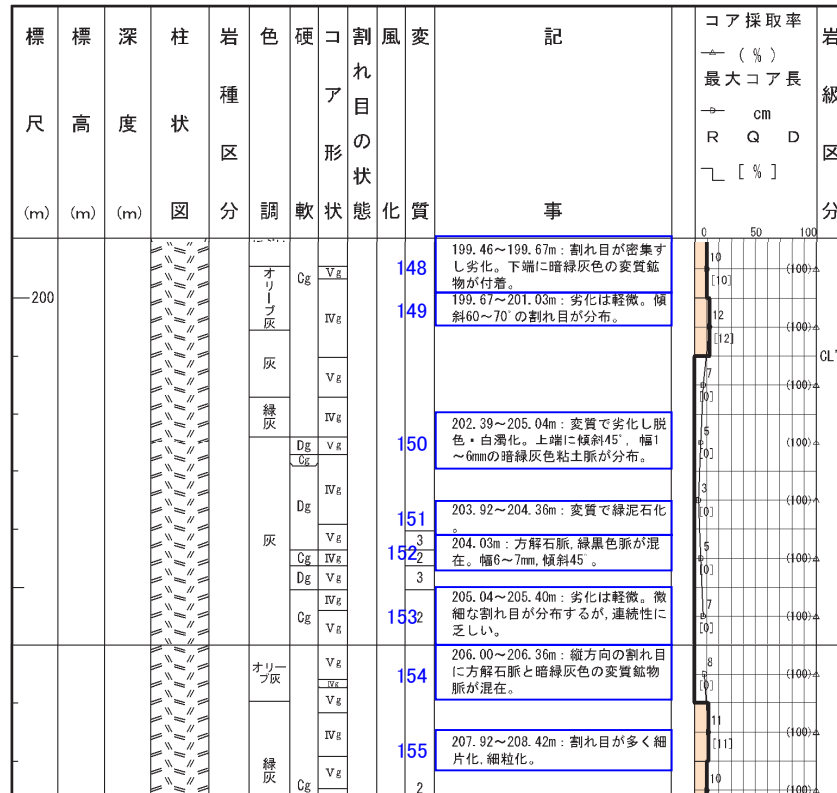 標尺(m)
標高(m)
深度(m)
柱状図
岩種区分
色調
硬軟
コア形状
割れ目の状態
風化
変質
記事
コア採取率
(%)
最大コア長
cm
R Q D
[%]
岩級区分
0 50 100
200
オリーブ灰
灰
緑灰
灰
オリーブ灰
緑灰
Cg
Dg
Cg
Dg
Cg
Dg
Cg
Cg
Vg
Ⅳg
Vg
Ⅳg
Vg
Ⅳg
Vg
Ⅳg
Vg
Ⅳg
Vg
Vg
Ⅳg
Vg
Ⅳg
Vg
3
2
3
2
2
148
199.46～199.67m:割れ目が密集す
し劣化。下端に暗緑灰色の変質鉱
物が付着。
149
199.67～201.03m:劣化は軽微。傾
斜60～70°の割れ目が分布。
150
202.39～205.04m:変質で劣化し脱
色・白濁化。上端に傾斜45°, 幅1
～6mmの暗緑灰色粘土脈が分布。
151
203.92～204.36m:変質で緑泥石化
。
152
204.03m:方解石脈,緑黒色脈が混
在。幅6～7mm,傾斜45°。
153
205.04～205.40m:劣化は軽微。微
細な割れ目が分布するが,連続性に
乏しい。
154
206.00～206.36m:縦方向の割れ目
に方解石脈と暗緑灰色の変質鉱物
脈が混在。
155
207.92～208.42m:割れ目が多く細
片化,細粒化。
10
(100)
[10]
12
(100)
[12]
CL'
7
(100)
[0]
5
(100)
[0]
3
(100)
[0]
5
(100)
[0]
7
(100)
[0]
8
(100)
[0]
11
(100)
[11]
10
(100)